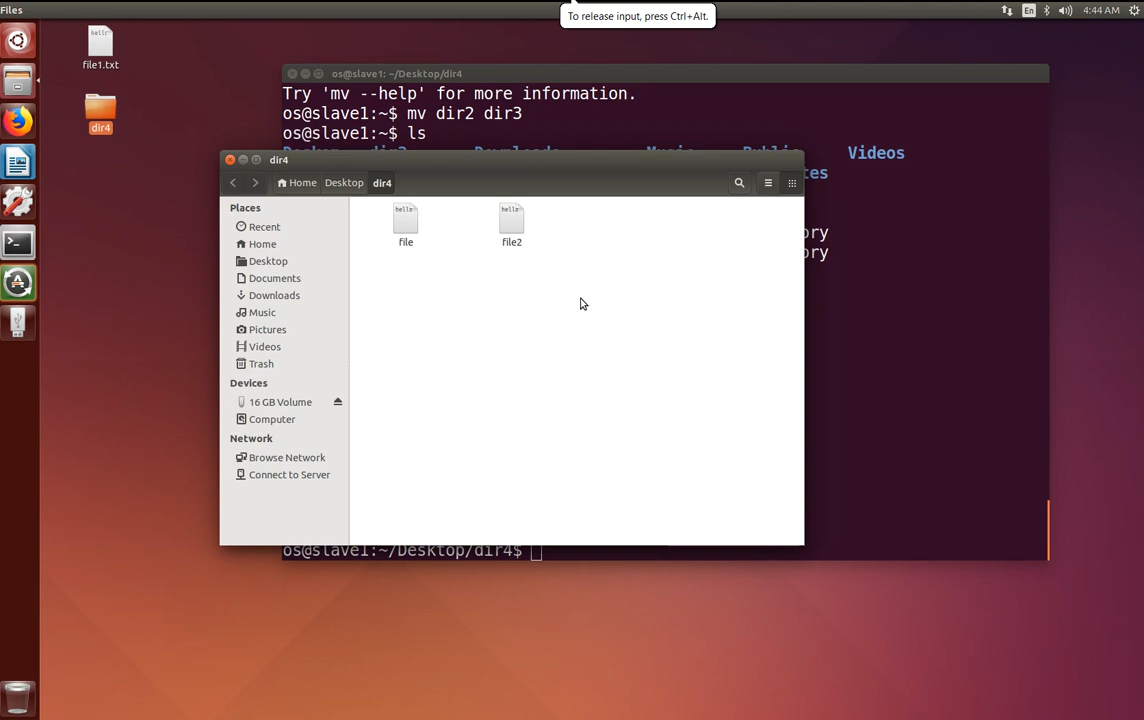 Files
To release input, press Ctrl+Alt.
En
4:44 AM
hello
file1.txt
dir4
os@slave1: ~/Desktop/dir4
Try 'mv --help' for more information.
os@slave1:~$ mv dir2 dir3
os@slave1:~$ ls
Videos
dir4
Home
Desktop
dir4
Places
Recent
Home
Desktop
Documents
Downloads
Music
Pictures
Videos
Trash
Devices
16 GB Volume
Computer
Network
Browse Network
Connect to Server
hello
file
hello
file2
os@slave1:~/Desktop/dir4$